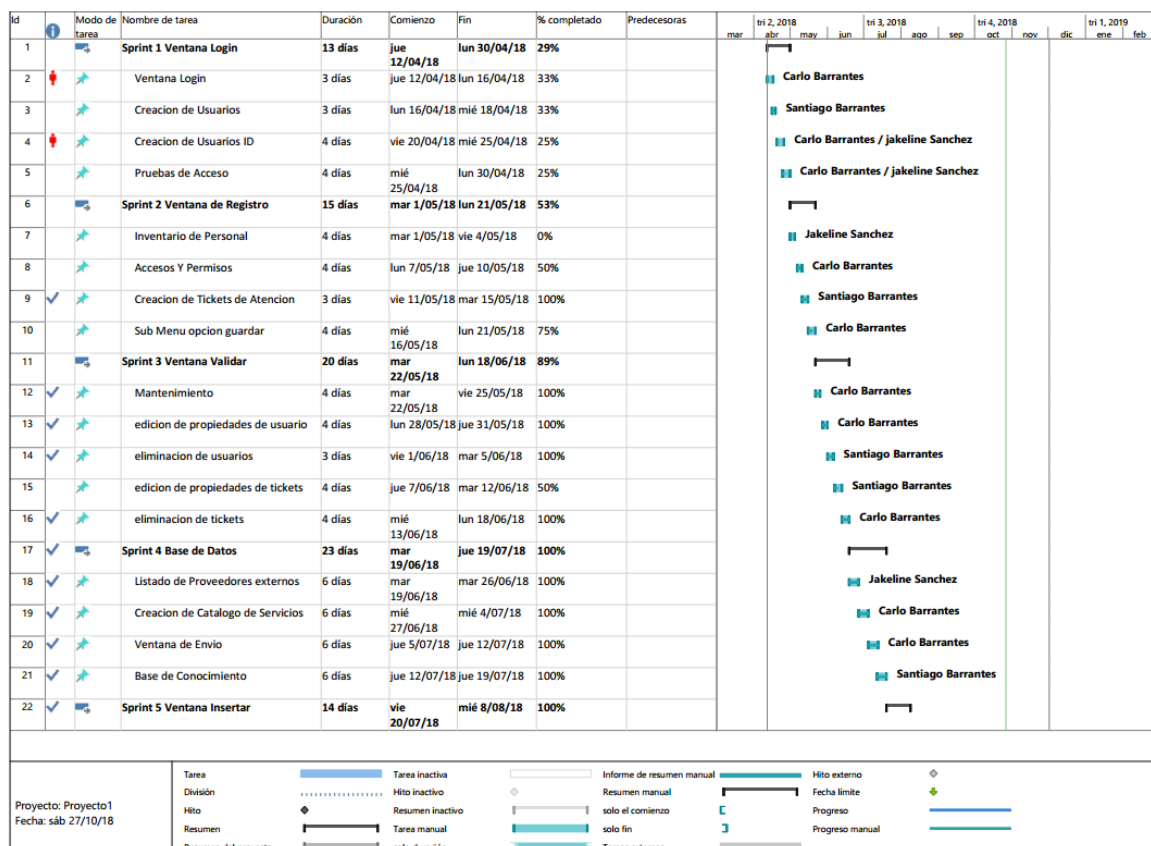 Id Modo de tarea Nombre de tarea Duración Comienzo Fin % completado Predecesoras
tri 2, 2018 tri 3, 2018 tri 4, 2018 tri 1, 2019
mar abr may jun jul ago sep oct nov dic ene feb
1 Sprint 1 Ventana Login 13 días jue 12/04/18 lun 30/04/18 29%
2 Ventana Login 3 días jue 12/04/18 lun 16/04/18 33% Carlo Barrantes
3 Creacion de Usuarios 3 días lun 16/04/18 mié 18/04/18 33% Santiago Barrantes
4 Creacion de Usuarios ID 4 días vie 20/04/18 mié 25/04/18 25% Carlo Barrantes / jakeline Sanchez
5 Pruebas de Acceso 4 días mié 25/04/18 lun 30/04/18 25% Carlo Barrantes / jakeline Sanchez
6 Sprint 2 Ventana de Registro 15 días mar 1/05/18 lun 21/05/18 53%
7 Inventario de Personal 4 días mar 1/05/18 vie 4/05/18 0% Jakeline Sanchez
8 Accesos Y Permisos 4 días lun 7/05/18 jue 10/05/18 50% Carlo Barrantes
9 Creacion de Tickets de Atencion 3 días vie 11/05/18 mar 15/05/18 100% Santiago Barrantes
10 Sub Menu opcion guardar 4 días mié 16/05/18 lun 21/05/18 75% Carlo Barrantes
11 Sprint 3 Ventana Validar 20 días mar 22/05/18 lun 18/06/18 89%
12 Mantenimiento 4 días mar 22/05/18 vie 25/05/18 100% Carlo Barrantes
13 edicion de propiedades de usuario 4 días lun 28/05/18 jue 31/05/18 100% Carlo Barrantes
14 eliminacion de usuarios 3 días vie 1/06/18 mar 5/06/18 100% Santiago Barrantes
15 edicion de propiedades de tickets 4 días jue 7/06/18 mar 12/06/18 50% Santiago Barrantes
16 eliminacion de tickets 4 días mié 13/06/18 lun 18/06/18 100% Carlo Barrantes
17 Sprint 4 Base de Datos 23 días mar 19/06/18 jue 19/07/18 100%
18 Listado de Proveedores externos 6 días mar 19/06/18 mar 26/06/18 100% Jakeline Sanchez
19 Creacion de Catalogo de Servicios 6 días mié 27/06/18 mié 4/07/18 100% Carlo Barrantes
20 Ventana de Envio 6 días jue 5/07/18 jue 12/07/18 100% Carlo Barrantes
21 Base de Conocimiento 6 días jue 12/07/18 jue 19/07/18 100% Santiago Barrantes
22 Sprint 5 Ventana Insertar 14 días vie 20/07/18 mié 8/08/18 100%
Proyecto: Proyecto1
Fecha: sáb 27/10/18
Tarea Tarea inactiva Informe de resumen manual Hito externo
División Hito inactivo Resumen manual Fecha límite
Hito Resumen inactivo solo el comienzo Progreso
Resumen Tarea manual solo fin Progreso manual